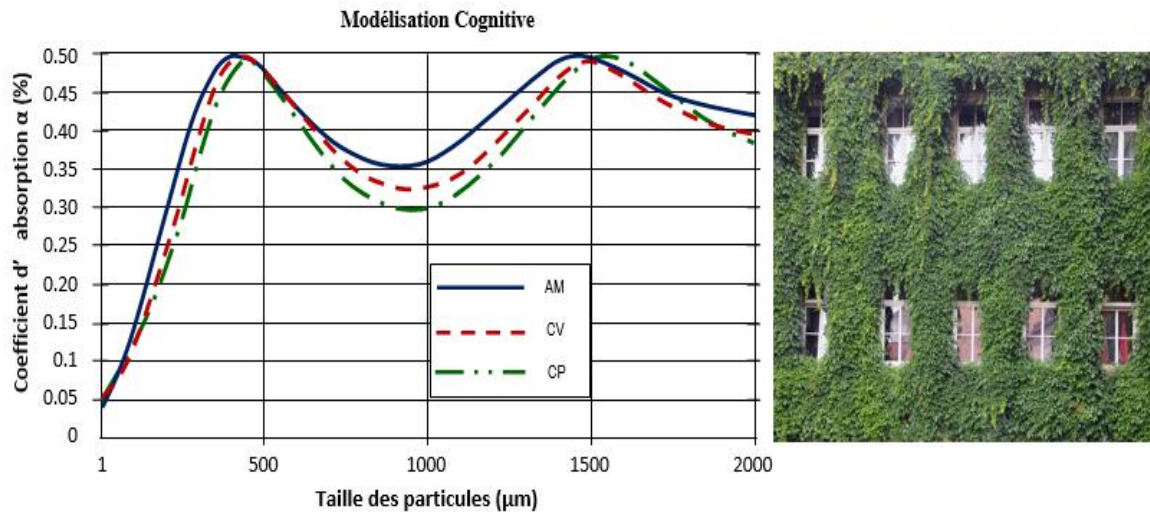 Modélisation Cognitive
Coefficient d’ absorption α (%)
0.50
0.45
0.40
0.35
0.30
0.25
0.20
0.15
0.1
0.05
0
AM
CV
CP
1
500
1000
1500
2000
Taille des particules (µm)